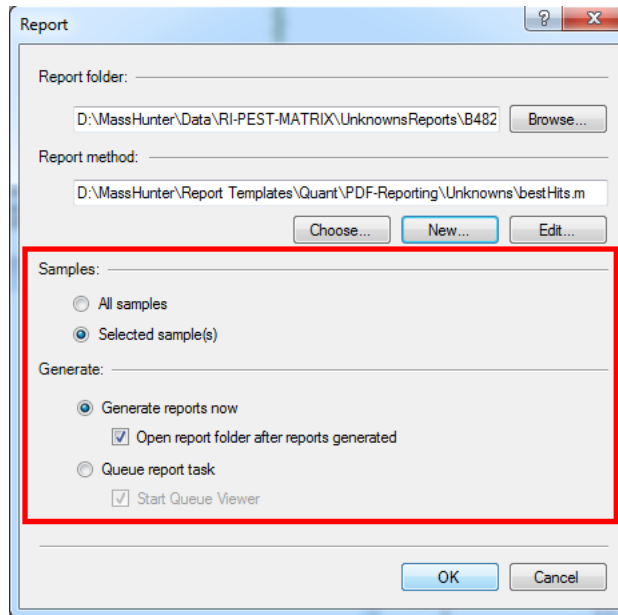 Report
Report folder:
D:\MassHunter\Data\RI-PEST-MATRIX\UnknownsReports\B482
Browse...
Report method:
D:\MassHunter\Report Templates\Quant\PDF-Reporting\Unknowns\bestHits.m
Choose...
New...
Edit...
Samples:
All samples
Selected sample(s)
Generate:
Generate reports now
Open report folder after reports generated
Queue report task
Start Queue Viewer
OK
Cancel